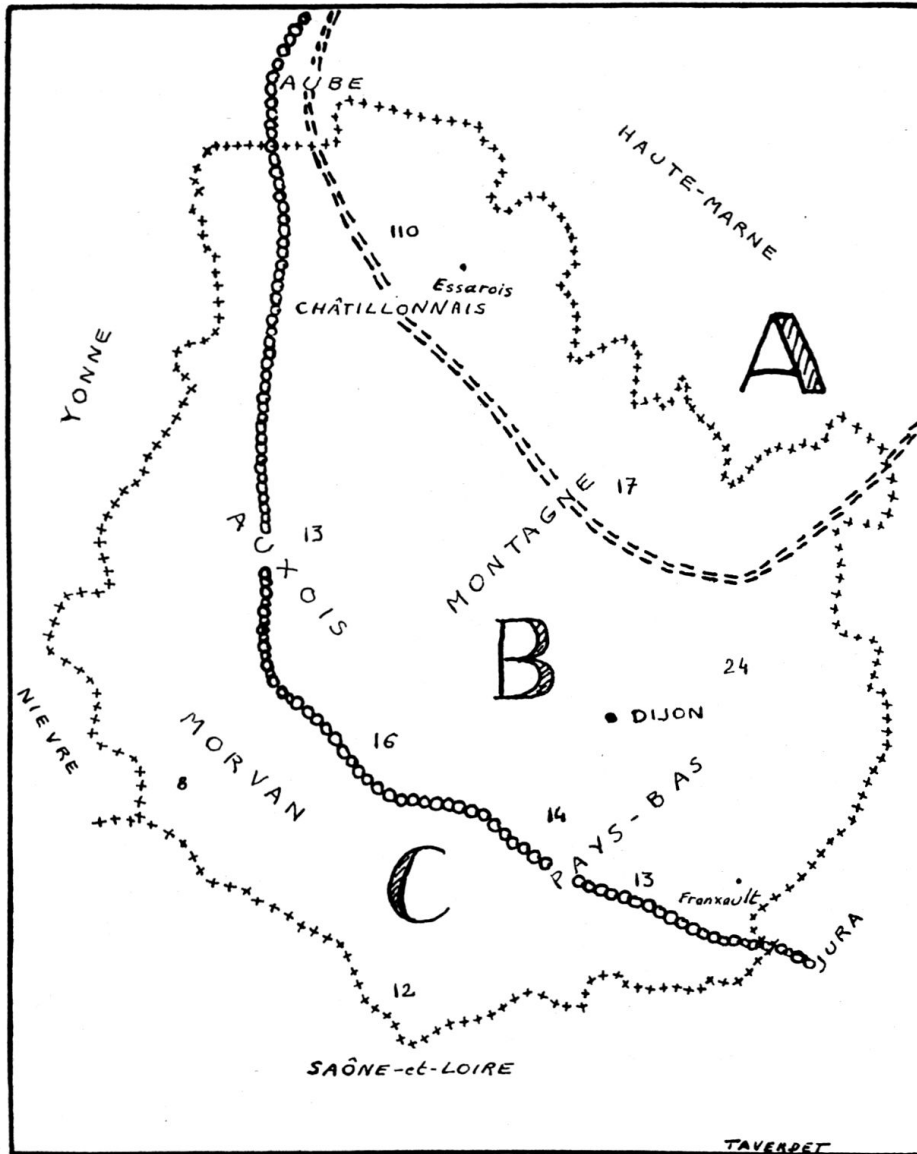 AUBE
HAUTE-MARNE
110
Essarois
CHÂTILLONNAIS
A
YONNE
17
AUXOIS
13
MONTAGNE
B
24
NIEVRE
DIJON
MORVAN
16
8
14
PAYS-BAS
C
13
Franxault
JURA
12
SAÔNE-et-LOIRE
TAVERDET